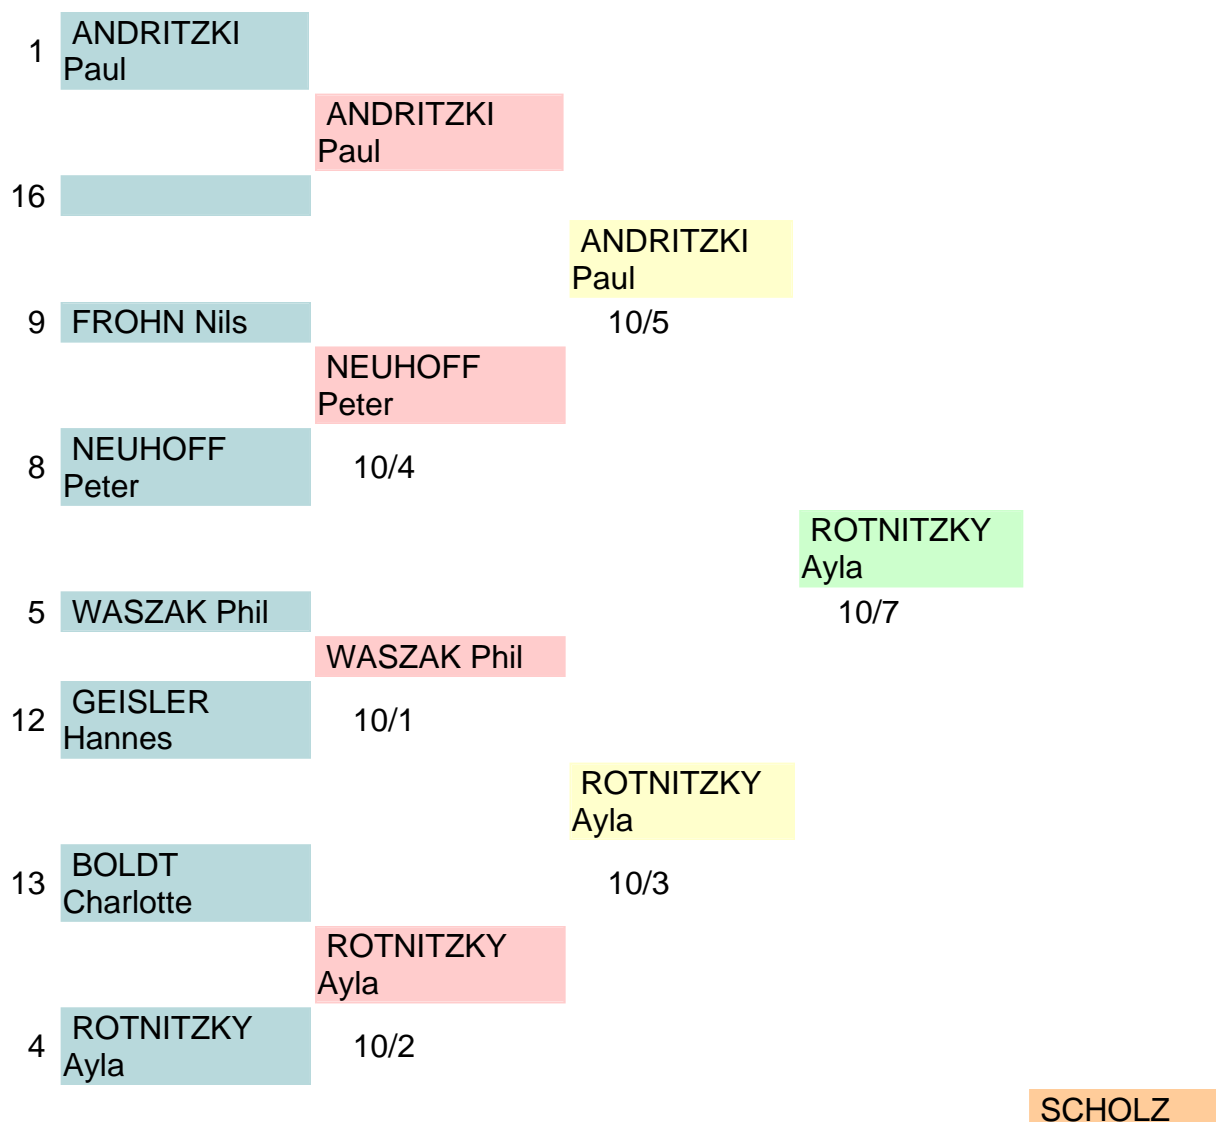 1
ANDRITZKI
Paul
ANDRITZKI
Paul
16
ANDRITZKI
Paul
9 FROHN Nils
10/5
NEUHOFF
Peter
8
NEUHOFF
Peter
10/4
ROTNITZKY
Ayla
5 WASZAK Phil
10/7
WASZAK Phil
12
GEISLER
Hannes
10/1
ROTNITZKY
Ayla
13
BOLDT
Charlotte
10/3
ROTNITZKY
Ayla
4
ROTNITZKY
Ayla
10/2
SCHOLZ